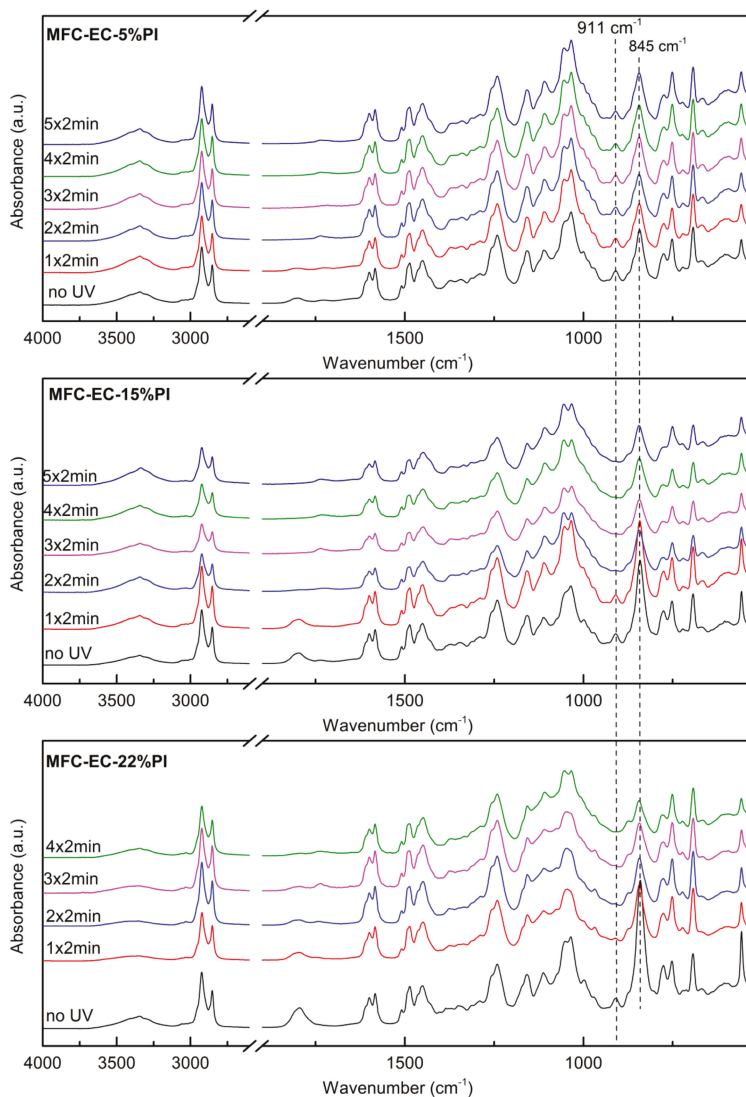 MFC-EC-5%PI
911 cm⁻¹
845 cm⁻¹
5x2min
4x2min
3x2min
2x2min
1x2min
no UV
Absorbance (a.u.)
4000 3500 3000 1500 1000
Wavenumber (cm⁻¹)
MFC-EC-15%PI
5x2min
4x2min
3x2min
2x2min
1x2min
no UV
Absorbance (a.u.)
4000 3500 3000 1500 1000
Wavenumber (cm⁻¹)
MFC-EC-22%PI
4x2min
3x2min
2x2min
1x2min
no UV
Absorbance (a.u.)
4000 3500 3000 1500 1000
Wavenumber (cm⁻¹)